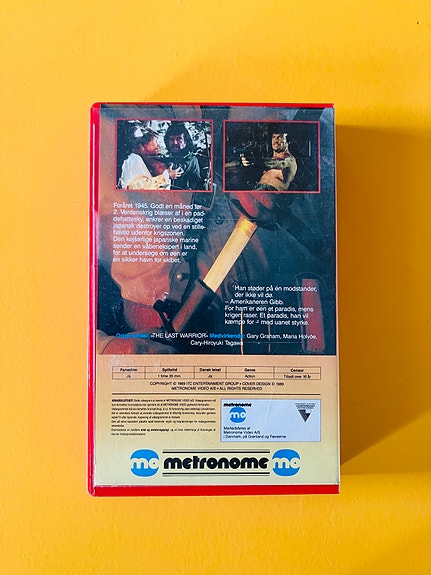 Foråret 1945. Godt en måned før
2. Verdenskrig blæser af i en pad-
dehattesky, ankrer en beskadiget
japansk destroyer op ved en stille-
havsø udenfor krigszonen.
Den kejserlige japanske marine
sender en våbenekspert i land,
for at undersøge om øen er
en sikker havn for skibet.
Han støder på en modstander,
der ikke vil dø.
– Amerikaneren Gibb.
For ham er øen et paradis, mens
krigen raser. Et paradis, han vil
kæmpe for – med uanet styrke.
»THE LAST WARRIOR« Medvirkende: Gary Graham, Maria Holvöe,
Cary-Hiroyuki Tagawa
Farvefilm Spilletid Dansk tekst Genre Censur
Ja 1 time 35 min Ja Action Tilladt over 16 år
COPYRIGHT © 1989 ITC ENTERTAINMENT GROUP • COVER DESIGN © 1989
METRONOME VIDEO A/S • ALL RIGHTS RESERVED
metronome
mo
Markedsføres af
Metronome Video A/S
i Danmark, på Grønland og Færøerne
mo metronome mo